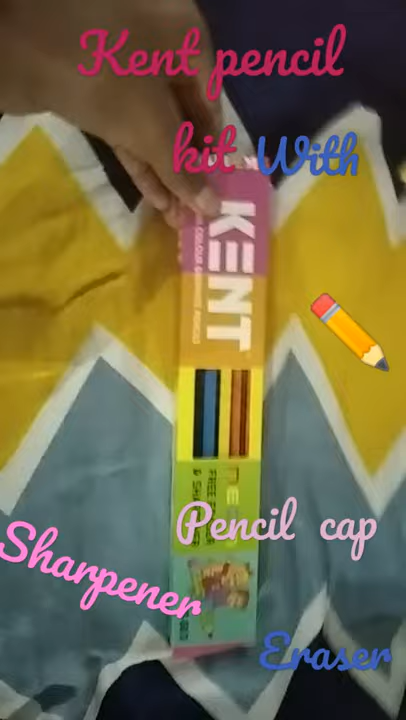 Kent pencil
kit With
KENT
Pencil cap
Sharpener
Eraser